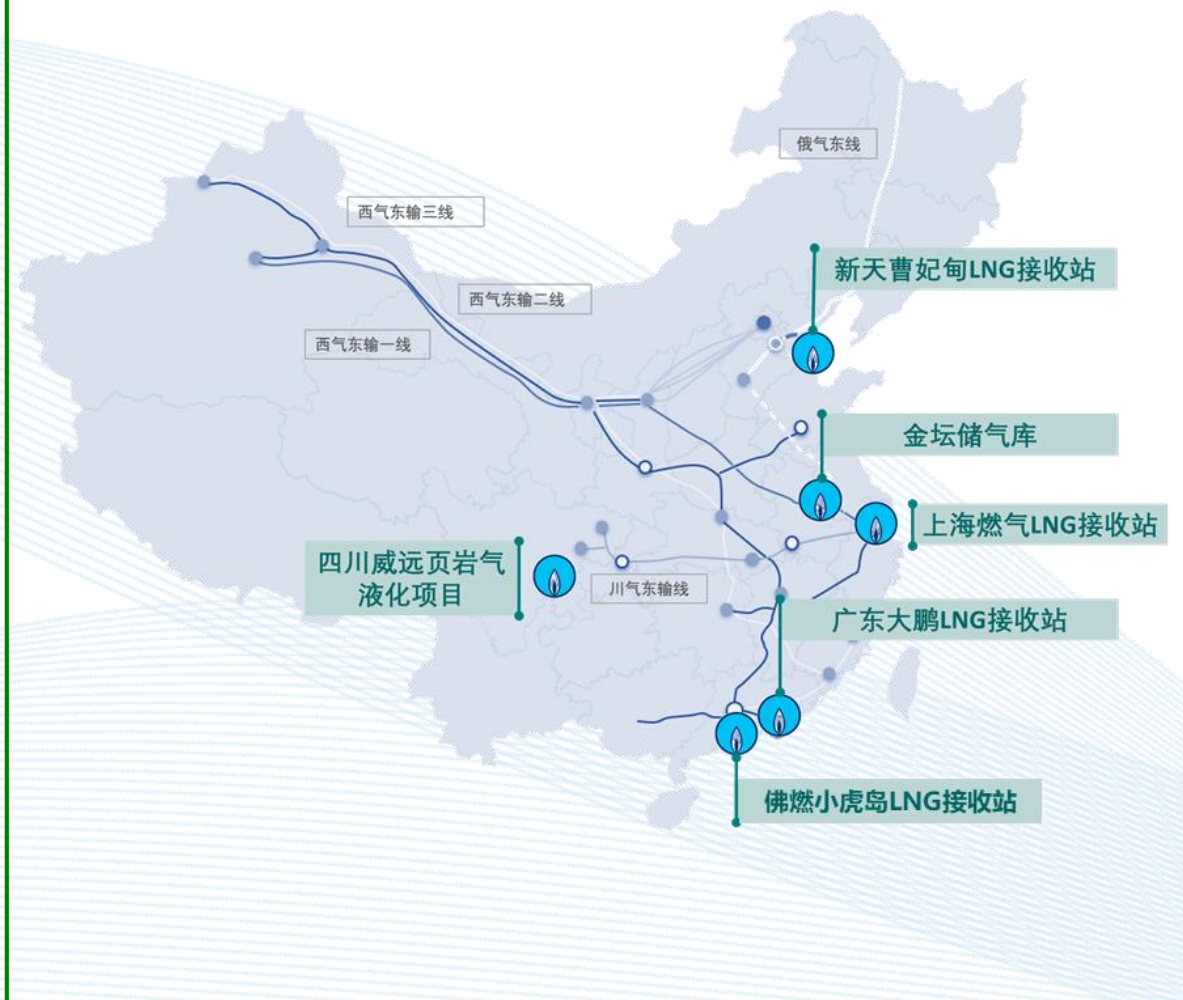 俄气东线
西气东输三线
新天曹妃甸LNG接收站
西气东输二线
西气东输一线
金坛储气库
上海燃气LNG接收站
四川威远页岩气
液化项目
川气东输线
广东大鹏LNG接收站
佛燃小虎岛LNG接收站